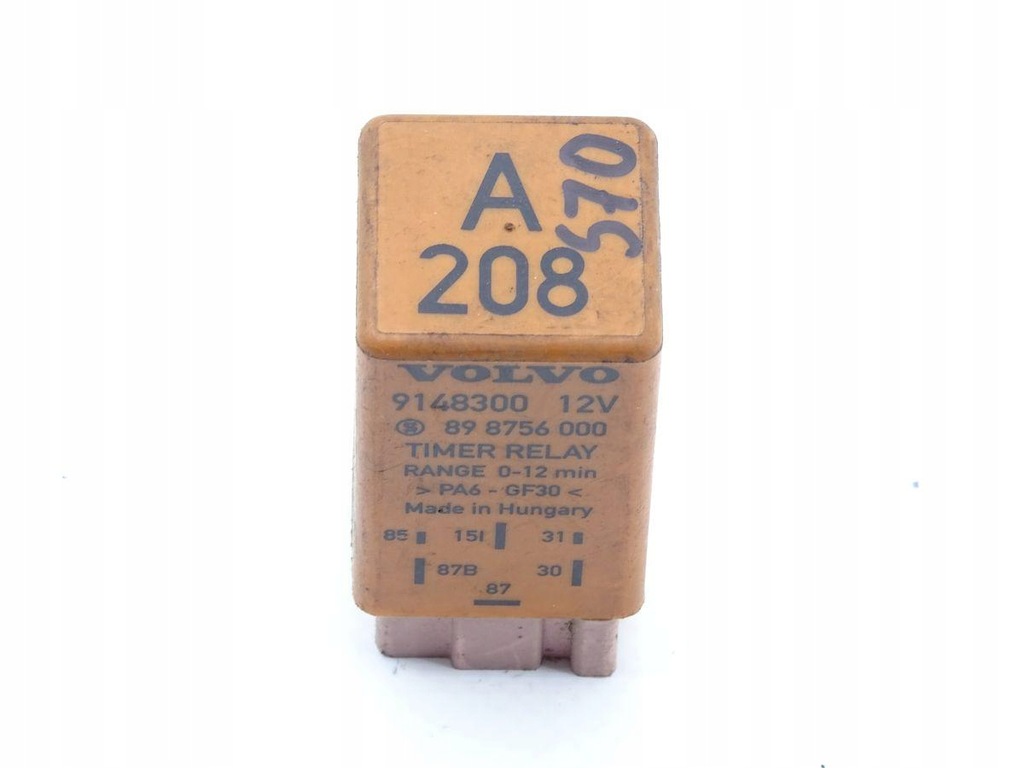 A
208
570
VOLVO
9148300 12V
S 89 8756 000
TIMER RELAY
RANGE 0-12 min
> PA6 - GF30 <
Made in Hungary
85 15I 31
87B 30
87